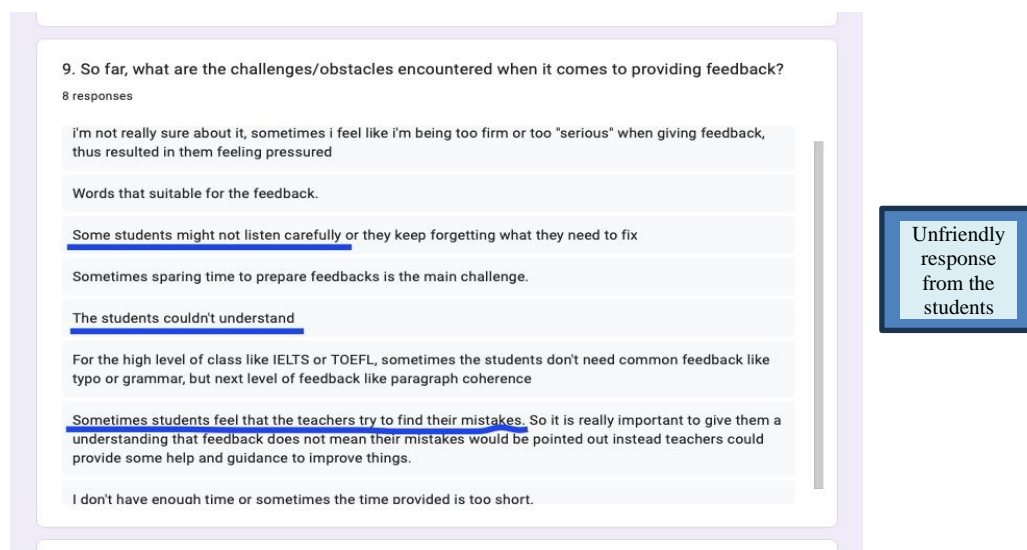 9. So far, what are the challenges/obstacles encountered when it comes to providing feedback?
8 responses
i'm not really sure about it, sometimes i feel like i'm being too firm or too "serious" when giving feedback,
thus resulted in them feeling pressured
Words that suitable for the feedback.
Some students might not listen carefully or they keep forgetting what they need to fix
Sometimes sparing time to prepare feedbacks is the main challenge.
The students couldn't understand
For the high level of class like IELTS or TOEFL, sometimes the students don't need common feedback like
typo or grammar, but next level of feedback like paragraph coherence
Sometimes students feel that the teachers try to find their mistakes. So it is really important to give them a
understanding that feedback does not mean their mistakes would be pointed out instead teachers could
provide some help and guidance to improve things.
I don't have enough time or sometimes the time provided is too short.
Unfriendly
response
from the
students